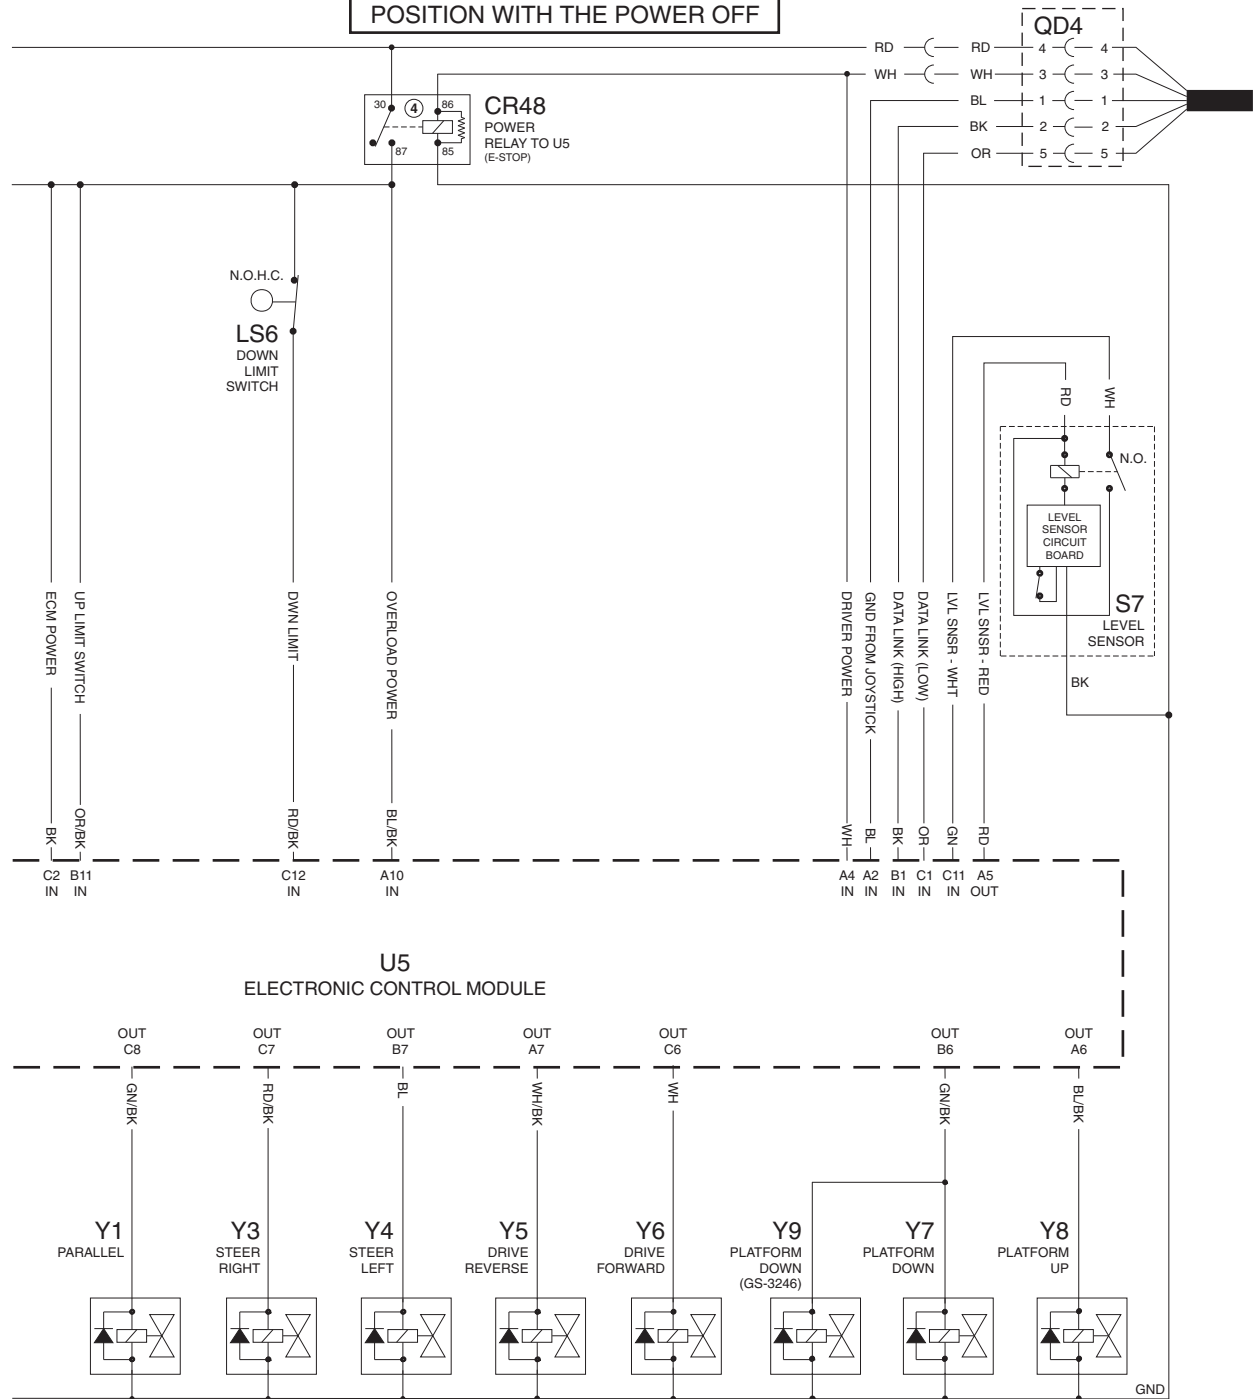 POSITION WITH THE POWER OFF
QD4
RD RD 4 4
WH WH 3 3
BL 1 1
BK 2 2
OR 5 5
30 4 86
87 85
CR48
POWER
RELAY TO U5
(E-STOP)
N.O.H.C.
LS6
DOWN
LIMIT
SWITCH
RD
WH
N.O.
LEVEL
SENSOR
CIRCUIT
BOARD
S7
LEVEL
SENSOR
BK
ECM POWER
UP LIMIT SWITCH
DWN LIMIT
OVERLOAD POWER
DRIVER POWER
GND FROM JOYSTICK
DATA LINK (HIGH)
DATA LINK (LOW)
LVL SNSR - WHT
LVL SNSR - RED
BK
OR/BK
RD/BK
BL/BK
WH
BL
BK
OR
GN
RD
C2 B11 C12 A10 A4 A2 B1 C1 C11 A5
IN IN IN IN IN IN IN IN IN OUT
U5
ELECTRONIC CONTROL MODULE
OUT OUT OUT OUT OUT OUT OUT
C8 C7 B7 A7 C6 B6 A6
GN/BK
RD/BK
BL
WH/BK
WH
GN/BK
BL/BK
Y1
PARALLEL
Y3
STEER
RIGHT
Y4
STEER
LEFT
Y5
DRIVE
REVERSE
Y6
DRIVE
FORWARD
Y9
PLATFORM
DOWN
(GS-3246)
Y7
PLATFORM
DOWN
Y8
PLATFORM
UP
GND